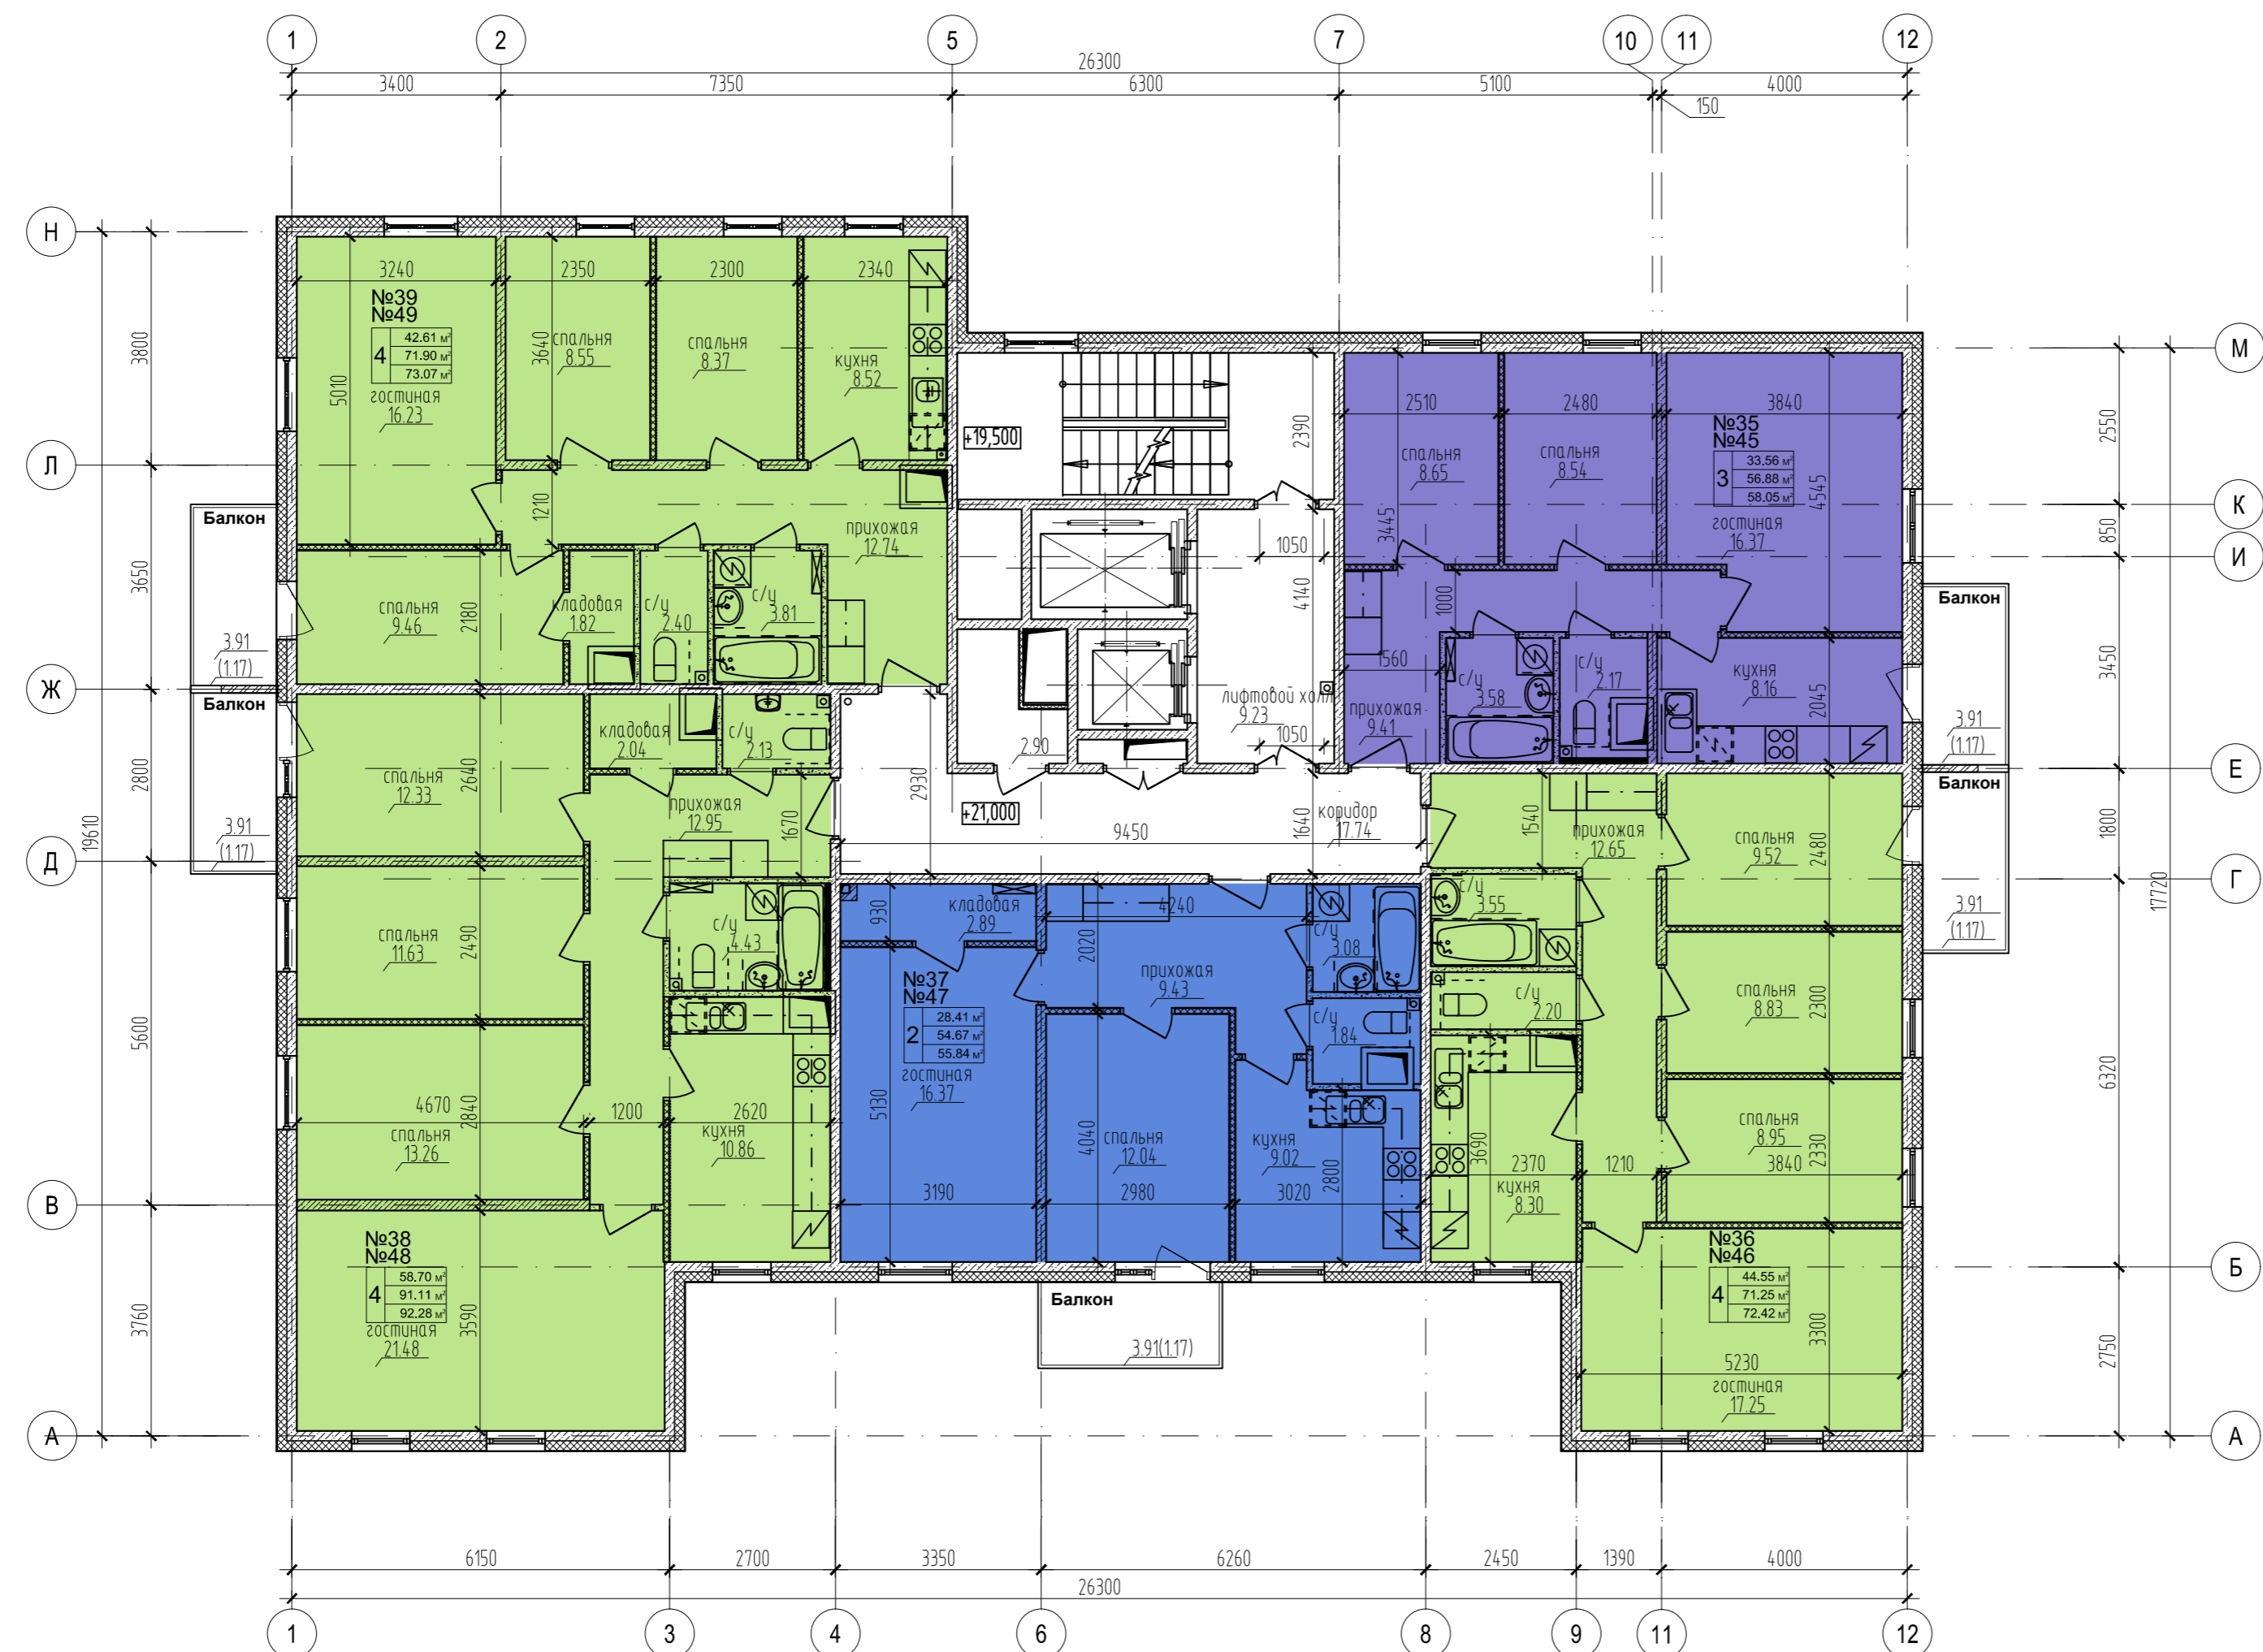 1
2
5
7
10
11
12
26300
3400
7350
6300
5100
150
4000
Н
Л
Ж
Д
В
А
19610
3800
3650
2800
5600
3760
М
К
И
Е
Г
Б
А
2550
850
3450
1800
6320
2750
17720
№39
№49
4
42.61 м²
71.90 м²
73.07 м²
гостиная
16.23
3240
5010
2350
3640
спальня
8.55
2300
спальня
8.37
2340
кухня
8.52
1210
прихожая
12.74
спальня
9.46
2180
кладовая
1.82
с/у
2.40
с/у
3.81
Балкон
3.91
(1.17)
Балкон
3.91
(1.17)
+19,500
2390
1050
4140
лифтовой холл
9.23
1050
2.90
+21,000
2930
9450
1640
коридор
17.74
№35
№45
3
33.56 м²
56.88 м²
58.05 м²
гостиная
16.37
3840
4545
2510
спальня
8.65
3445
2480
спальня
8.54
1000
1560
прихожая
9.41
с/у
3.58
с/у
2.17
кухня
8.16
2045
Балкон
3.91
(1.17)
Балкон
3.91
(1.17)
спальня
12.33
2640
кладовая
2.04
с/у
2.13
прихожая
12.95
1670
спальня
11.63
2490
с/у
4.43
4670
2840
спальня
13.26
1200
2620
кухня
10.86
№38
№48
4
58.70 м²
91.11 м²
92.28 м²
гостиная
21.48
3590
930
кладовая
2.89
№37
№47
2
28.41 м²
54.67 м²
55.84 м²
гостиная
16.37
5130
3190
4240
2020
прихожая
9.43
с/у
3.08
с/у
1.84
4040
спальня
12.04
2980
кухня
9.02
2800
3020
Балкон
3.91(1.17)
1540
прихожая
12.65
спальня
9.52
2480
с/у
3.55
с/у
2.20
спальня
8.83
2300
спальня
8.95
2330
3840
3690
2370
кухня
8.30
1210
№36
№46
4
44.55 м²
71.25 м²
72.42 м²
3300
5230
гостиная
17.25
6150
2700
3350
6260
2450
1390
4000
26300
1
3
4
6
8
9
11
12